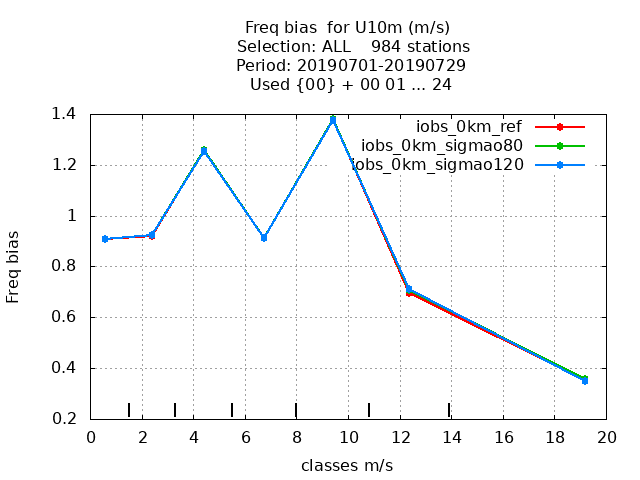 Freq bias  for U10m (m/s)
Selection: ALL    984 stations
Period: 20190701-20190729
Used {00} + 00 01 ... 24
iobs_0km_ref
iobs_0km_sigmao80
iobs_0km_sigmao120
Freq bias
1.4
1.2
1
0.8
0.6
0.4
0.2
0 2 4 6 8 10 12 14 16 18 20
classes m/s